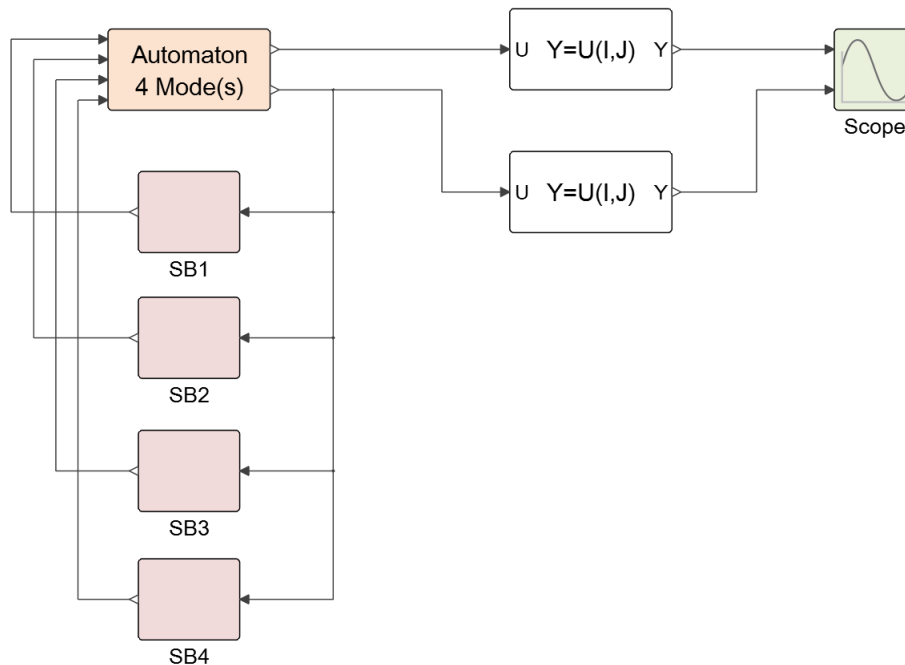 Automaton
4 Mode(s)
U Y=U(I,J) Y
Scope
U Y=U(I,J) Y
SB1
SB2
SB3
SB4